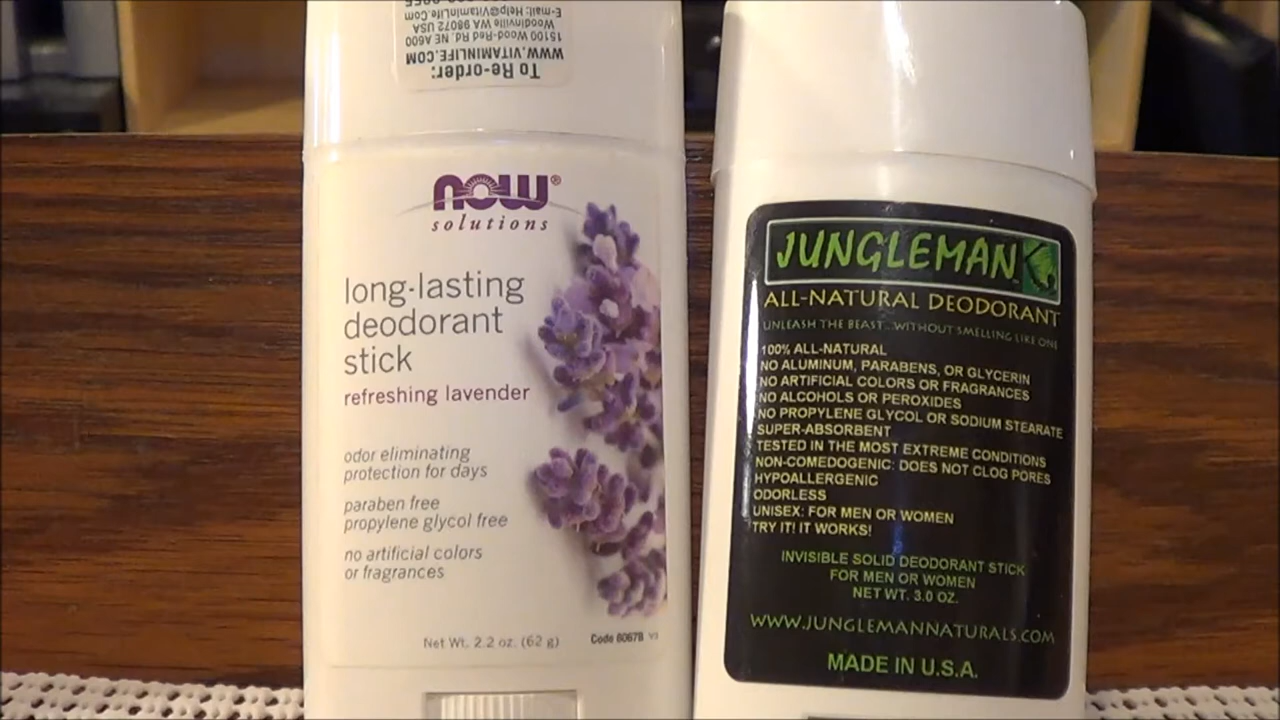 To Re-order:
WWW.VITAMINLIFE.COM
15100 Wood-Red Rd. NE A600
Woodinville WA 98072 USA
E-mail: Help@VitaminLife.Com
now®
solutions
long-lasting
deodorant
stick
refreshing lavender
odor eliminating
protection for days
paraben free
propylene glycol free
no artificial colors
or fragrances
Net Wt. 2.2 oz. (62 g)
Code 8067B V3
JUNGLEMAN
ALL-NATURAL DEODORANT
UNLEASH THE BEAST...WITHOUT SMELLING LIKE ONE
100% ALL-NATURAL
NO ALUMINUM, PARABENS, OR GLYCERIN
NO ARTIFICIAL COLORS OR FRAGRANCES
NO ALCOHOLS OR PEROXIDES
NO PROPYLENE GLYCOL OR SODIUM STEARATE
SUPER-ABSORBENT
TESTED IN THE MOST EXTREME CONDITIONS
NON-COMEDOGENIC: DOES NOT CLOG PORES
HYPOALLERGENIC
ODORLESS
UNISEX: FOR MEN OR WOMEN
TRY IT! IT WORKS!
INVISIBLE SOLID DEODORANT STICK
FOR MEN OR WOMEN
NET WT. 3.0 OZ.
WWW.JUNGLEMANNATURALS.COM
MADE IN U.S.A.